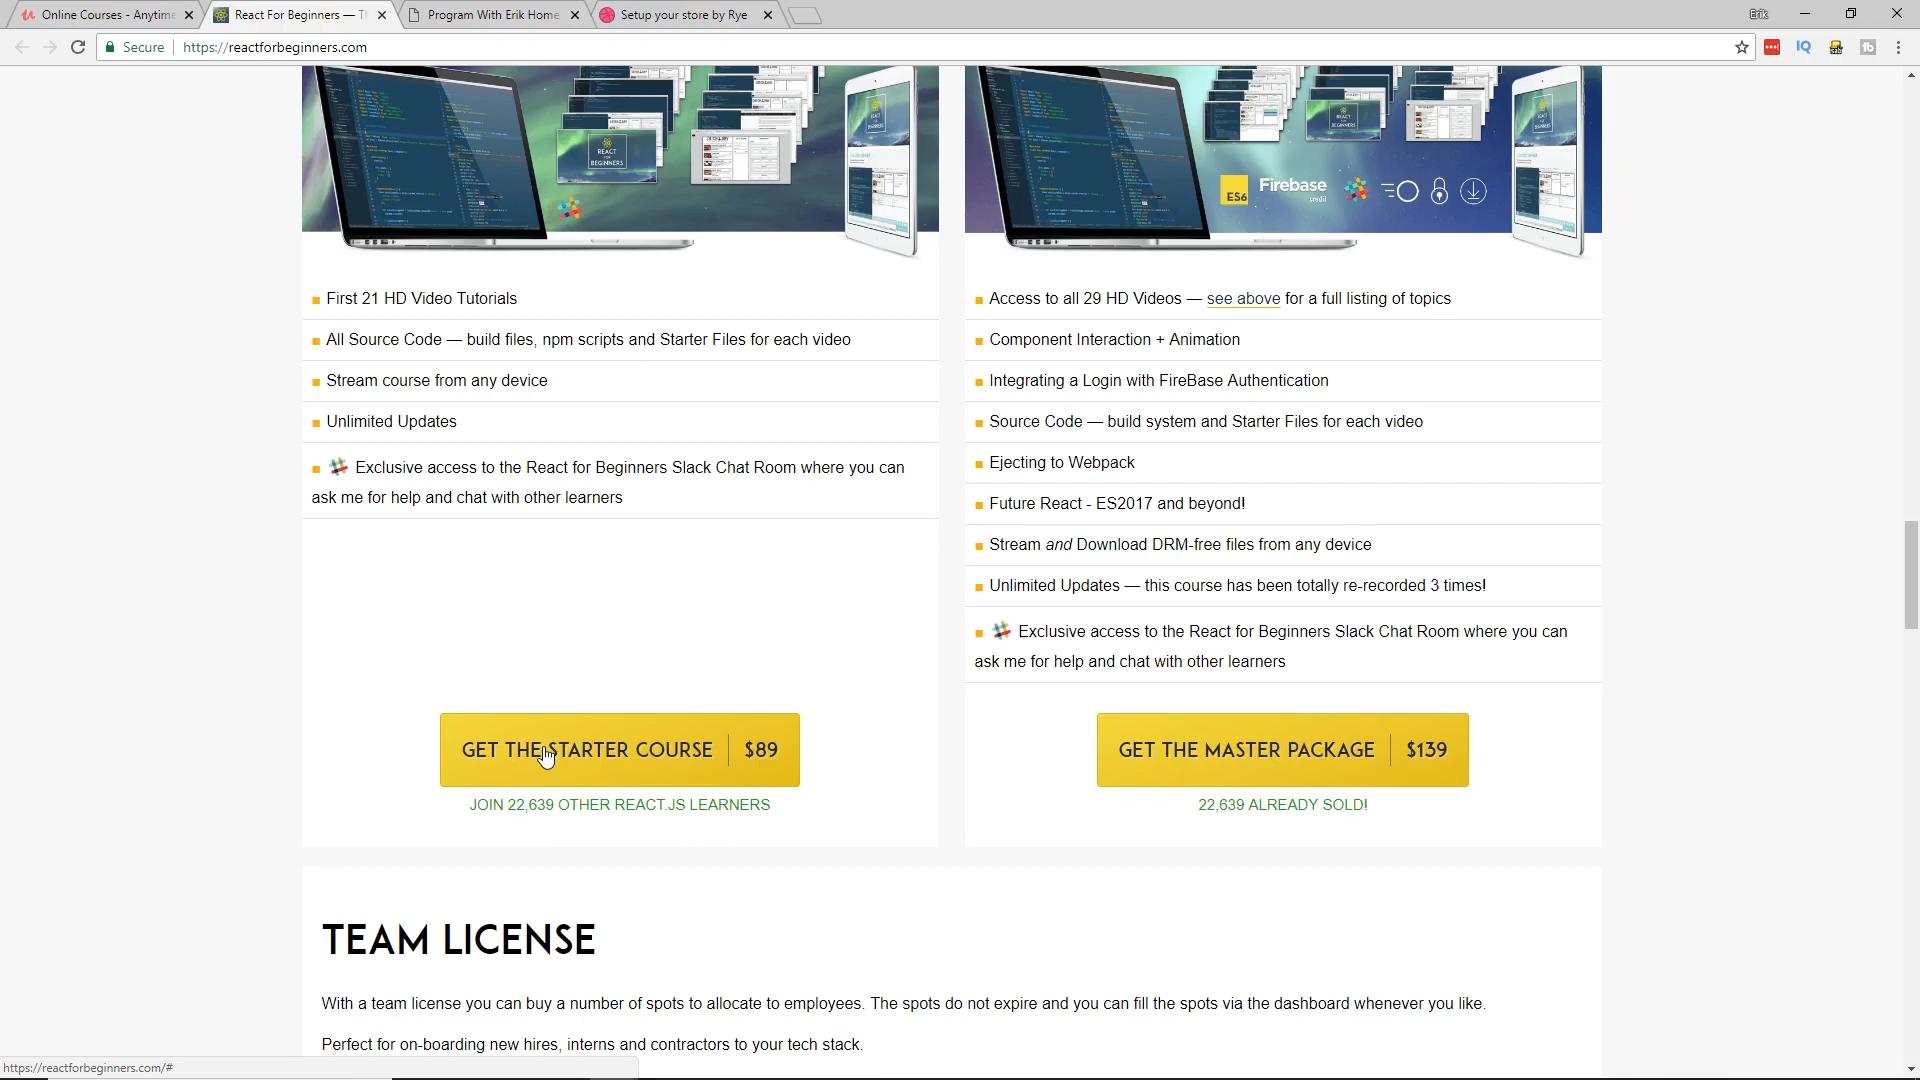 Online Courses - Anytime
React For Beginners — Th
Program With Erik Home
Setup your store by Rye
Erik
Secure
https://reactforbeginners.com
IQ
REACT
FOR
BEGINNERS
ES6
Firebase
credit
First 21 HD Video Tutorials
All Source Code — build files, npm scripts and Starter Files for each video
Stream course from any device
Unlimited Updates
Exclusive access to the React for Beginners Slack Chat Room where you can
ask me for help and chat with other learners
GET THE STARTER COURSE $89
JOIN 22,639 OTHER REACT.JS LEARNERS
Access to all 29 HD Videos — see above for a full listing of topics
Component Interaction + Animation
Integrating a Login with FireBase Authentication
Source Code — build system and Starter Files for each video
Ejecting to Webpack
Future React - ES2017 and beyond!
Stream and Download DRM-free files from any device
Unlimited Updates — this course has been totally re-recorded 3 times!
Exclusive access to the React for Beginners Slack Chat Room where you can
ask me for help and chat with other learners
GET THE MASTER PACKAGE $139
22,639 ALREADY SOLD!
TEAM LICENSE
With a team license you can buy a number of spots to allocate to employees. The spots do not expire and you can fill the spots via the dashboard whenever you like.
Perfect for on-boarding new hires, interns and contractors to your tech stack.
https://reactforbeginners.com/#